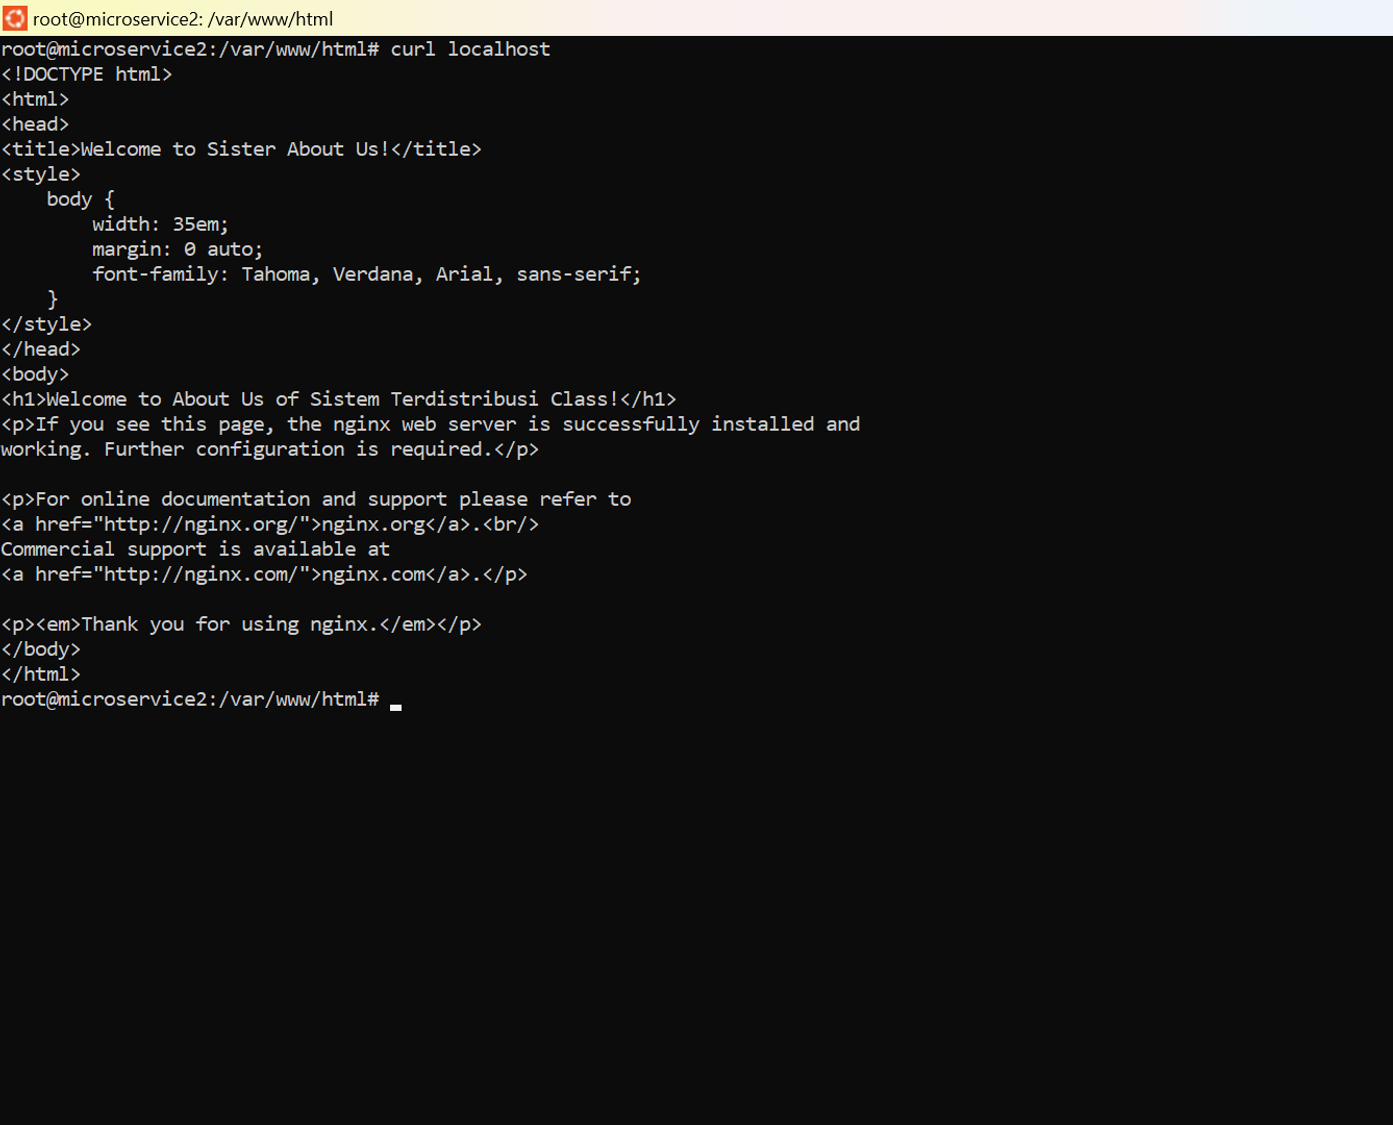 root@microservice2: /var/www/html
root@microservice2:/var/www/html# curl localhost
<!DOCTYPE html>
<html>
<head>
<title>Welcome to Sister About Us!</title>
<style>
    body {
        width: 35em;
        margin: 0 auto;
        font-family: Tahoma, Verdana, Arial, sans-serif;
    }
</style>
</head>
<body>
<h1>Welcome to About Us of Sistem Terdistribusi Class!</h1>
<p>If you see this page, the nginx web server is successfully installed and
working. Further configuration is required.</p>

<p>For online documentation and support please refer to
<a href="http://nginx.org/">nginx.org</a>.<br/>
Commercial support is available at
<a href="http://nginx.com/">nginx.com</a>.</p>

<p><em>Thank you for using nginx.</em></p>
</body>
</html>
root@microservice2:/var/www/html#